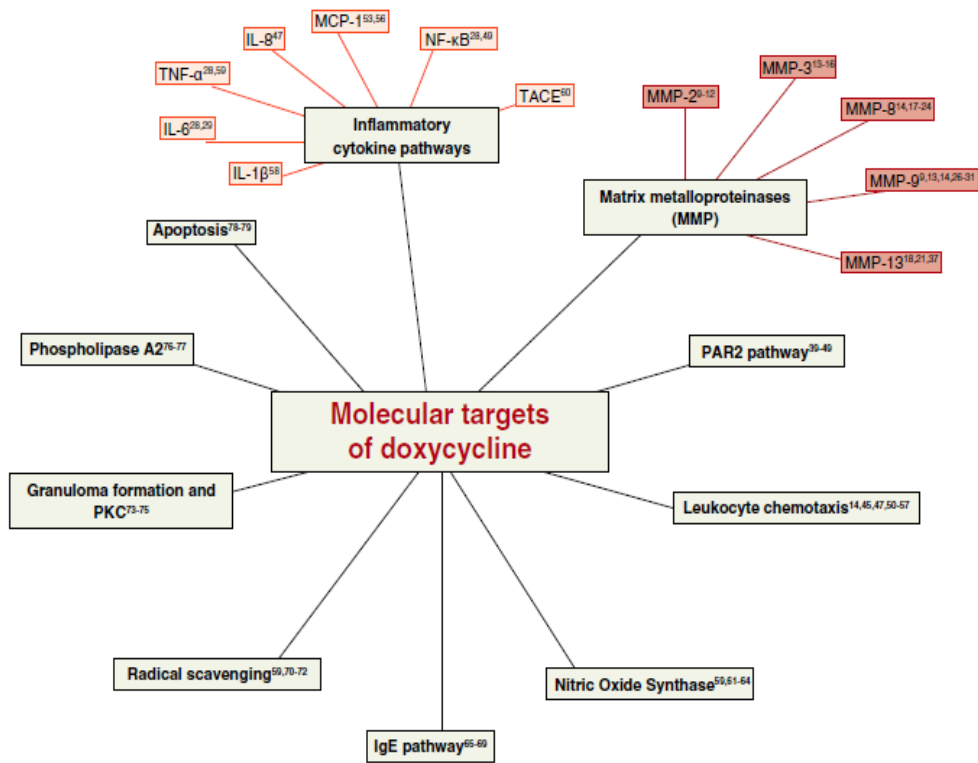 MCP-1⁵³,⁵⁶
IL-8⁴⁷
NF-κB²⁸,⁴⁹
TNF-α²⁸,⁵⁹
TACE⁶⁰
IL-6²⁸,²⁹
IL-1β⁵⁸
Inflammatory
cytokine pathways
MMP-3¹³-¹⁶
MMP-2⁹-¹²
MMP-8¹⁴,¹⁷-²⁴
MMP-9⁹,¹³,¹⁴,²⁶-³¹
MMP-13¹⁸,²¹,³⁷
Matrix metalloproteinases
(MMP)
Apoptosis⁷⁸-⁷⁹
Phospholipase A2⁷⁶-⁷⁷
PAR2 pathway³⁹-⁴⁹
Molecular targets
of doxycycline
Granuloma formation and
PKC⁷³-⁷⁵
Leukocyte chemotaxis¹⁴,⁴⁵,⁴⁷,⁵⁰-⁵⁷
Radical scavenging⁵⁹,⁷⁰-⁷²
Nitric Oxide Synthase⁵⁹,⁶¹-⁶⁴
IgE pathway⁶⁵-⁶⁹